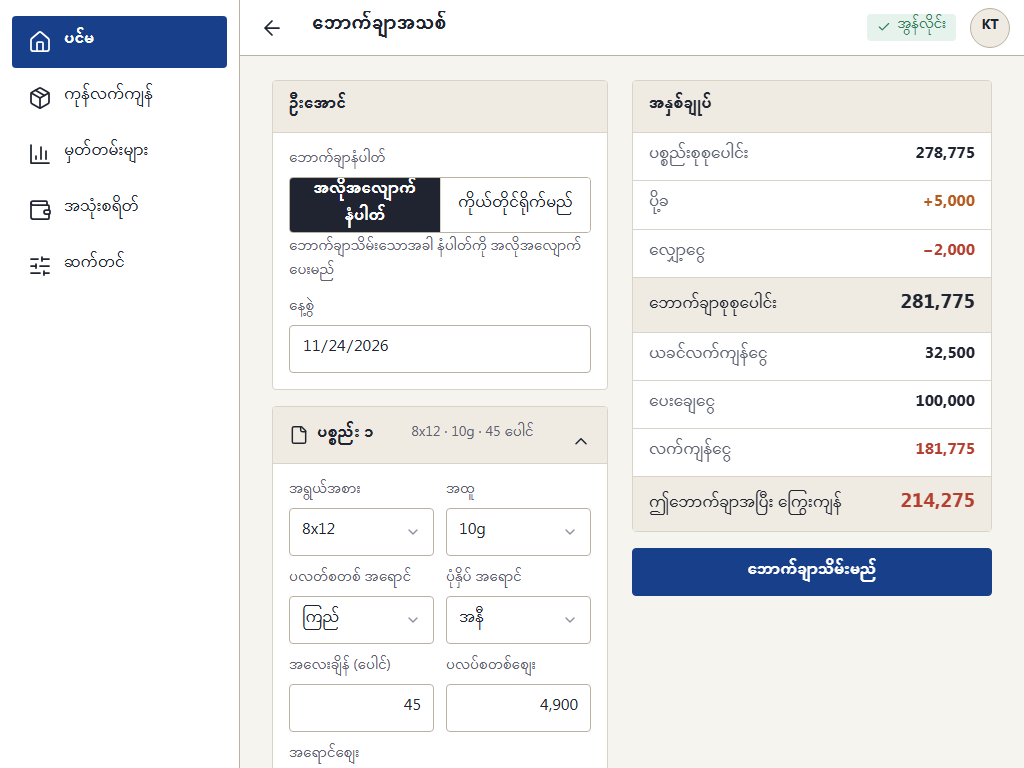 ပင်မ
ကုန်လက်ကျန်
မှတ်တမ်းများ
အသုံးစရိတ်
ဆက်တင်
ဘောက်ချာအသစ်
အွန်လိုင်း
KT
ဦးအောင်
ဘောက်ချာနံပါတ်
အလိုအလျောက်
နံပါတ်
ကိုယ်တိုင်ရိုက်မည်
ဘောက်ချာသိမ်းသောအခါ နံပါတ်ကို အလိုအလျောက်
ပေးမည်
နေ့စွဲ
11/24/2026
ပစ္စည်း ၁
8x12 · 10g · 45 ပေါင်
အရွယ်အစား
အထူ
8x12
10g
ပလတ်စတစ် အရောင်
ပုံနှိပ် အရောင်
ကြည်
အနီ
အလေးချိန် (ပေါင်)
ပလပ်စတစ်ဈေး
45
4,900
အရောင်ဈေး
အနှစ်ချုပ်
ပစ္စည်းစုစုပေါင်း 278,775
ပို့ခ +5,000
လျှော့ငွေ −2,000
ဘောက်ချာစုစုပေါင်း 281,775
ယခင်လက်ကျန်ငွေ 32,500
ပေးချေငွေ 100,000
လက်ကျန်ငွေ 181,775
ဤဘောက်ချာအပြီး ကြွေးကျန် 214,275
ဘောက်ချာသိမ်းမည်